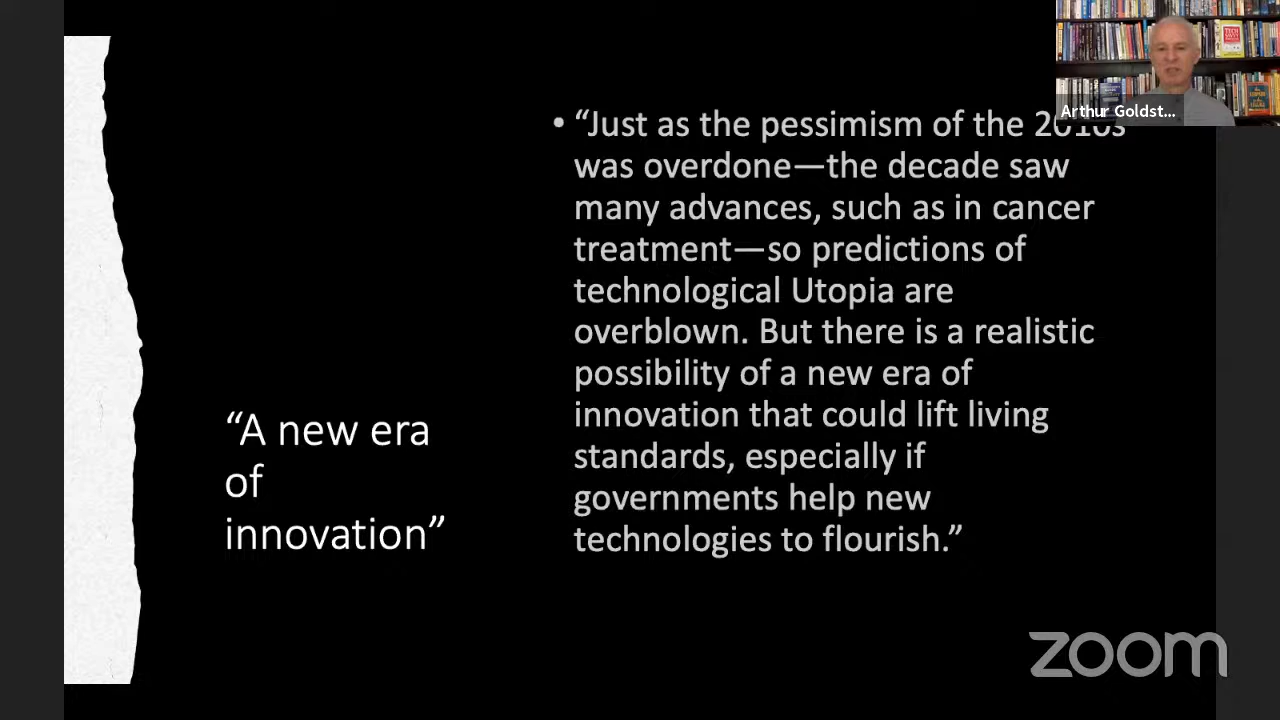 Arthur Goldst...
• “Just as the pessimism of the 2010s
was overdone—the decade saw
many advances, such as in cancer
treatment—so predictions of
technological Utopia are
overblown. But there is a realistic
possibility of a new era of
innovation that could lift living
standards, especially if
governments help new
technologies to flourish.”
“A new era
of
innovation”
zoom